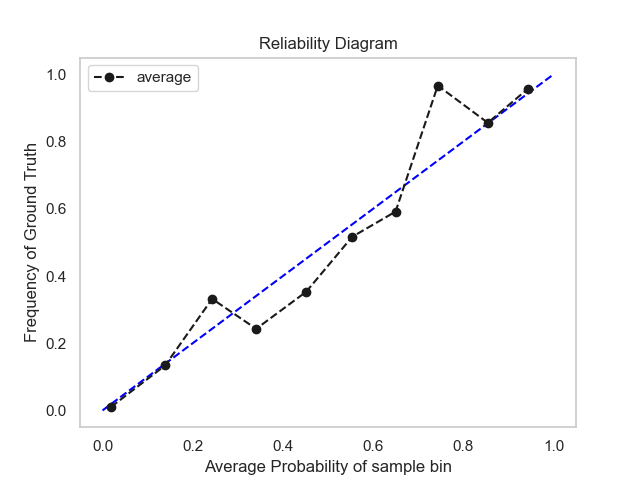 Reliability Diagram
average
Frequency of Ground Truth
1.0
0.8
0.6
0.4
0.2
0.0
0.0 0.2 0.4 0.6 0.8 1.0
Average Probability of sample bin